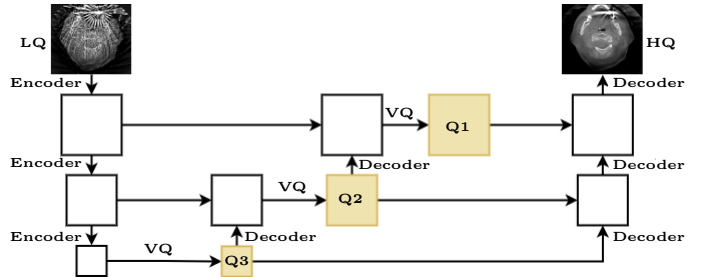 LQ
HQ
Encoder
Decoder
VQ
Q1
Encoder
Decoder
Decoder
VQ
Q2
Encoder
Decoder
Decoder
VQ
Q3